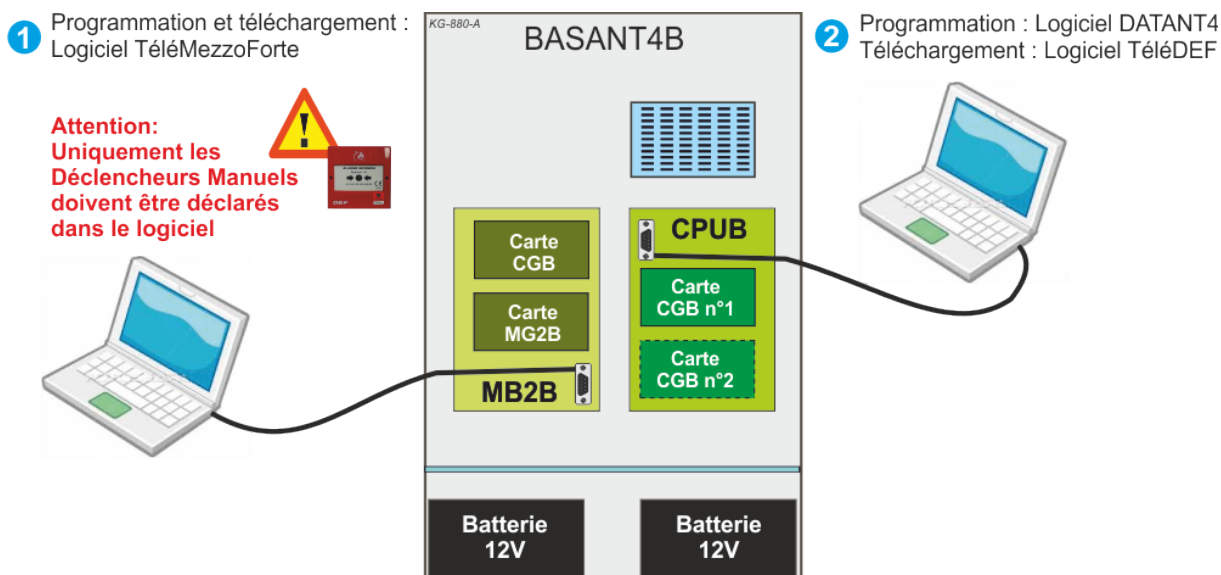 1
Programmation et téléchargement :
Logiciel TéléMezzoForte
Attention:
Uniquement les
Déclencheurs Manuels
doivent être déclarés
dans le logiciel
DEF
KG-880-A
BASANT4B
Carte
CGB
Carte
MG2B
MB2B
CPUB
Carte
CGB n°1
Carte
CGB n°2
Batterie
12V
Batterie
12V
2
Programmation : Logiciel DATANT4
Téléchargement : Logiciel TéléDEF